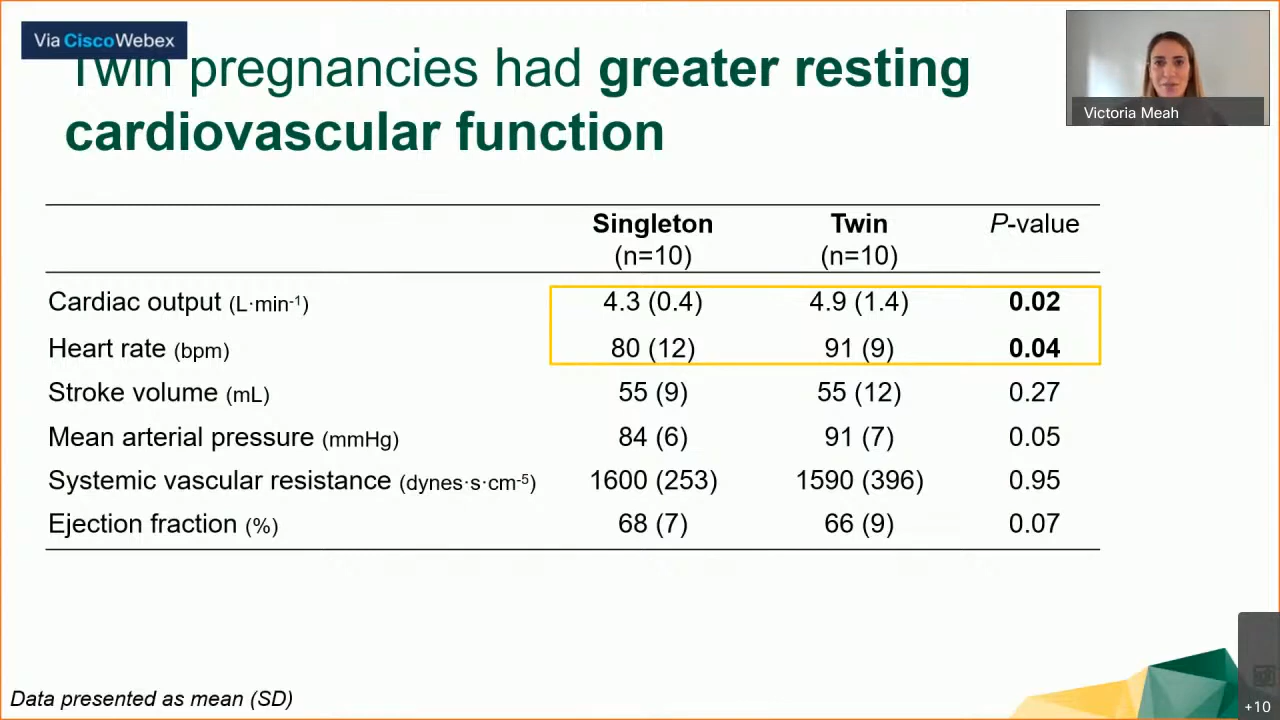 Via CiscoWebex
Twin pregnancies had greater resting
cardiovascular function
Victoria Meah
Singleton Twin P-value
(n=10) (n=10)
Cardiac output (L·min⁻¹) 4.3 (0.4) 4.9 (1.4) 0.02
Heart rate (bpm) 80 (12) 91 (9) 0.04
Stroke volume (mL) 55 (9) 55 (12) 0.27
Mean arterial pressure (mmHg) 84 (6) 91 (7) 0.05
Systemic vascular resistance (dynes·s·cm⁻⁵) 1600 (253) 1590 (396) 0.95
Ejection fraction (%) 68 (7) 66 (9) 0.07
Data presented as mean (SD)
+10